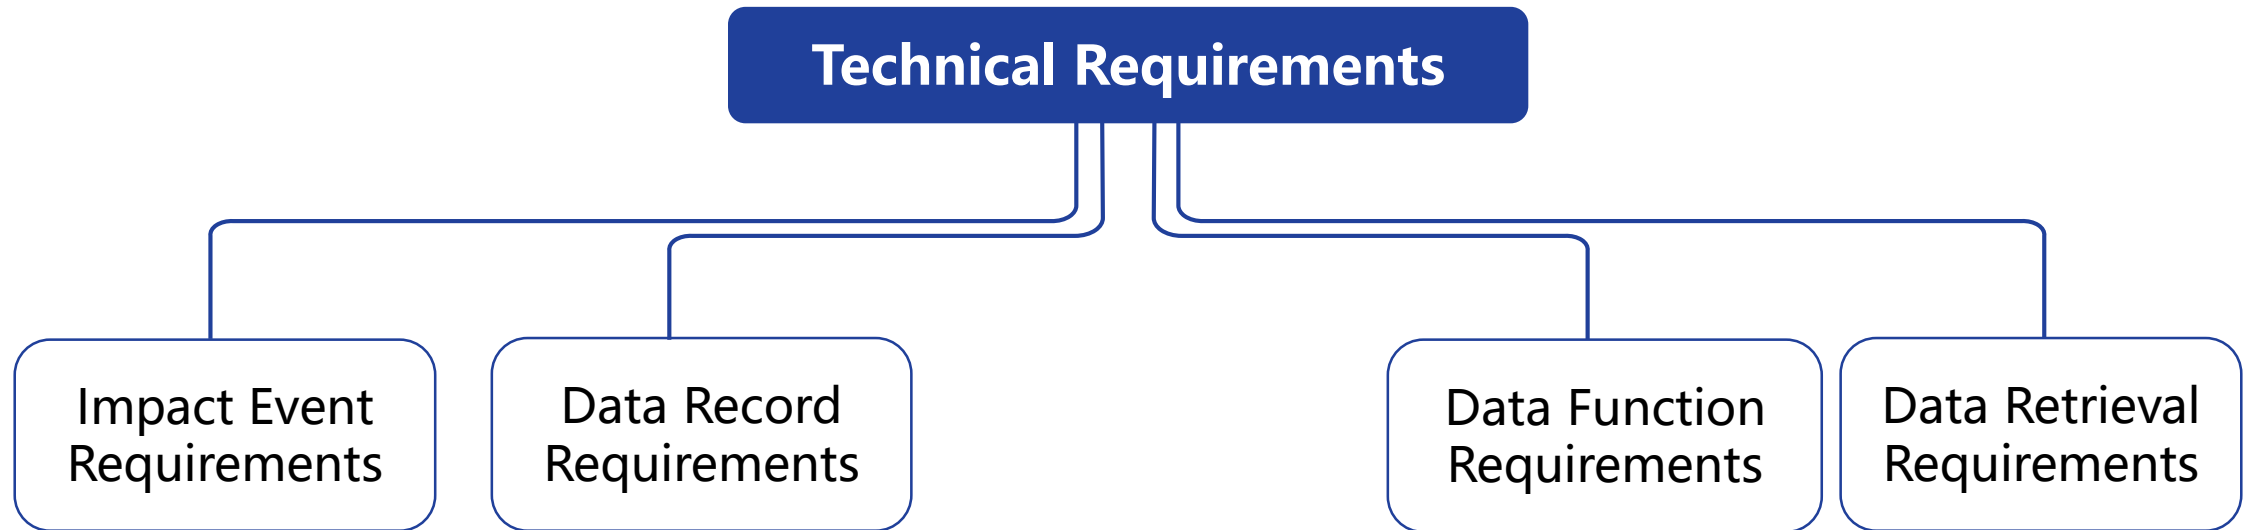 Technical Requirements
Impact Event
Requirements
Data Record
Requirements
Data Function
Requirements
Data Retrieval
Requirements